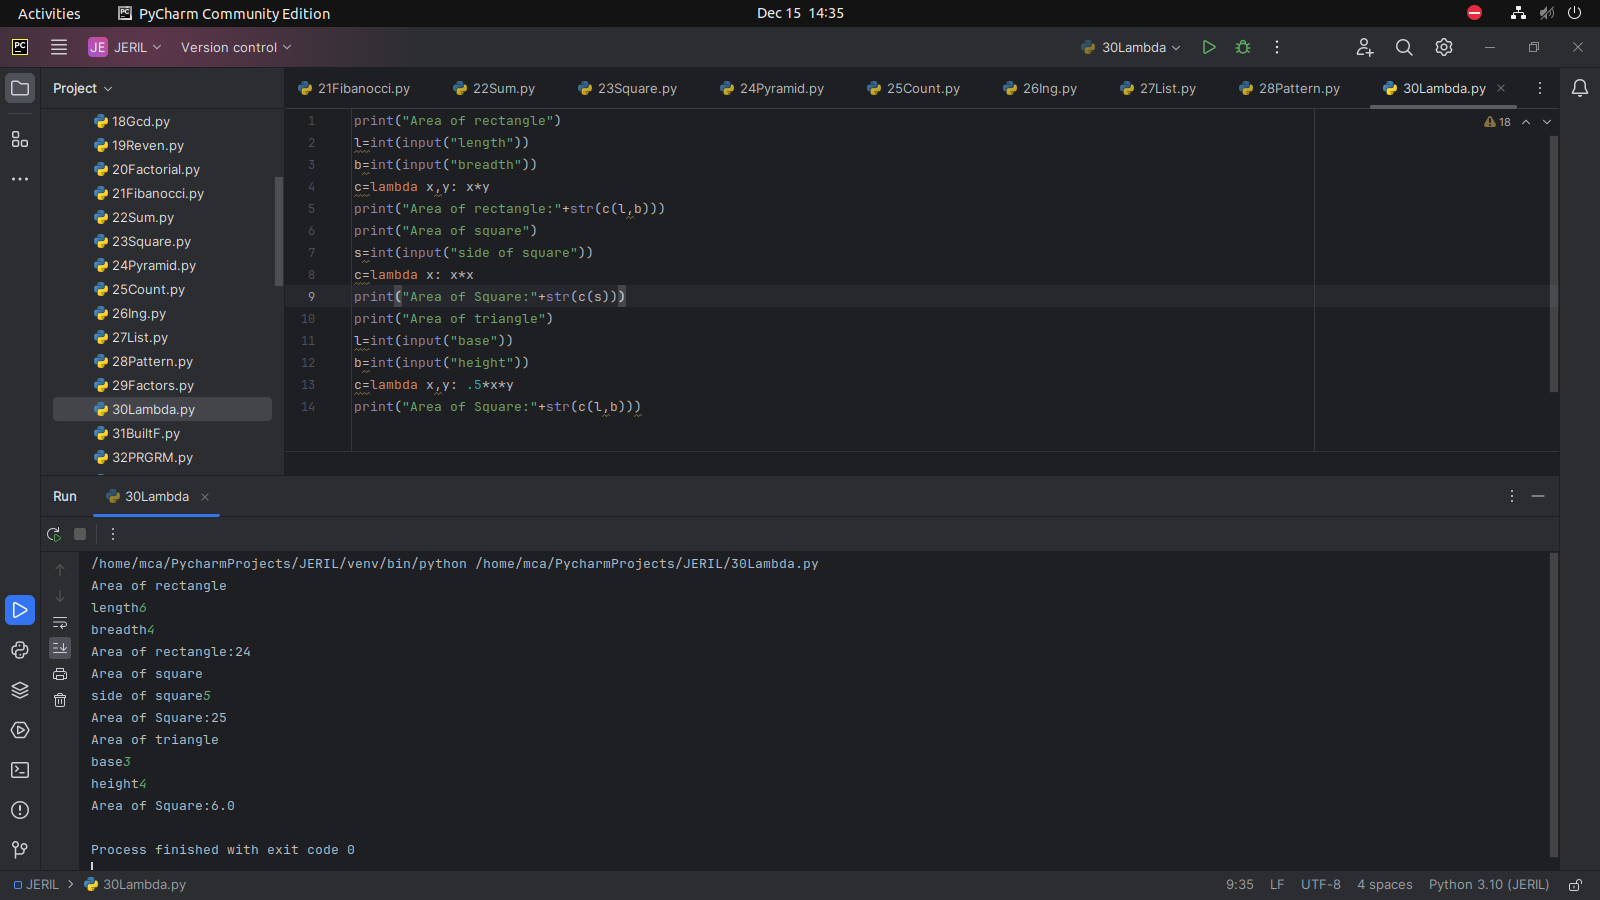 Activities
PyCharm Community Edition
Dec 15 14:35
PC
JE JERIL
Version control
30Lambda
Project
21Fibanocci.py
22Sum.py
23Square.py
24Pyramid.py
25Count.py
26Ing.py
27List.py
28Pattern.py
30Lambda.py
18Gcd.py
19Reven.py
20Factorial.py
21Fibanocci.py
22Sum.py
23Square.py
24Pyramid.py
25Count.py
26Ing.py
27List.py
28Pattern.py
29Factors.py
30Lambda.py
31BuiltF.py
32PRGRM.py
18
1 print("Area of rectangle")
2 l=int(input("length"))
3 b=int(input("breadth"))
4 c=lambda x,y: x*y
5 print("Area of rectangle:"+str(c(l,b)))
6 print("Area of square")
7 s=int(input("side of square"))
8 c=lambda x: x*x
9 print("Area of Square:"+str(c(s)))
10 print("Area of triangle")
11 l=int(input("base"))
12 b=int(input("height"))
13 c=lambda x,y: .5*x*y
14 print("Area of Square:"+str(c(l,b)))
Run
30Lambda
/home/mca/PycharmProjects/JERIL/venv/bin/python /home/mca/PycharmProjects/JERIL/30Lambda.py
Area of rectangle
length6
breadth4
Area of rectangle:24
Area of square
side of square5
Area of Square:25
Area of triangle
base3
height4
Area of Square:6.0
Process finished with exit code 0
JERIL
30Lambda.py
9:35
LF
UTF-8
4 spaces
Python 3.10 (JERIL)